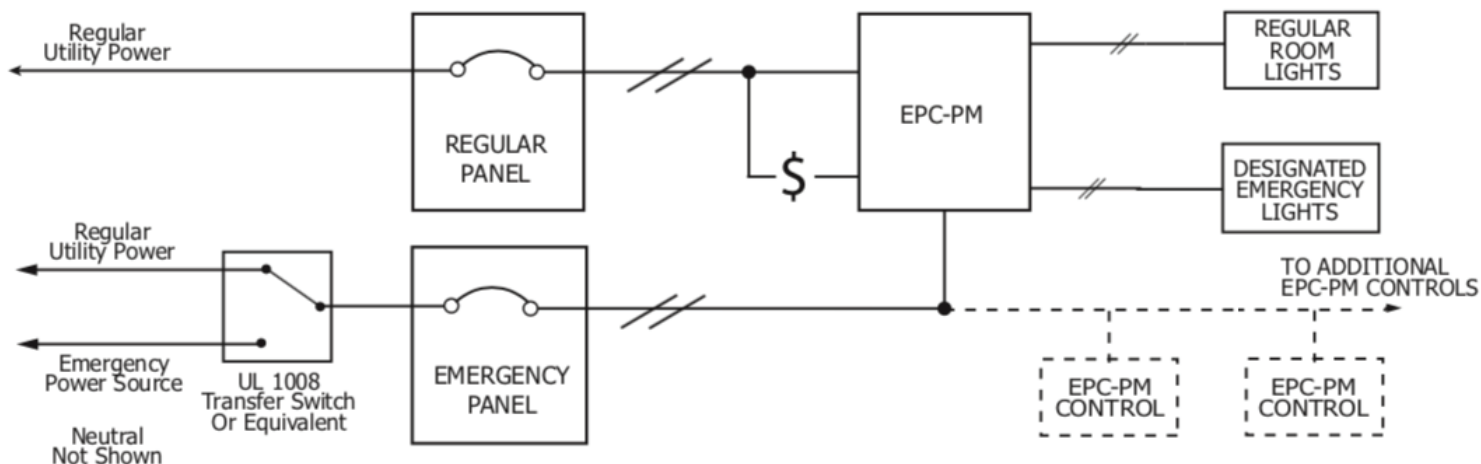 Regular
Utility Power
REGULAR
PANEL
$
EPC-PM
REGULAR
ROOM
LIGHTS
DESIGNATED
EMERGENCY
LIGHTS
Regular
Utility Power
Emergency
Power Source
UL 1008
Transfer Switch
Or Equivalent
Neutral
Not Shown
EMERGENCY
PANEL
TO ADDITIONAL
EPC-PM CONTROLS
EPC-PM
CONTROL
EPC-PM
CONTROL